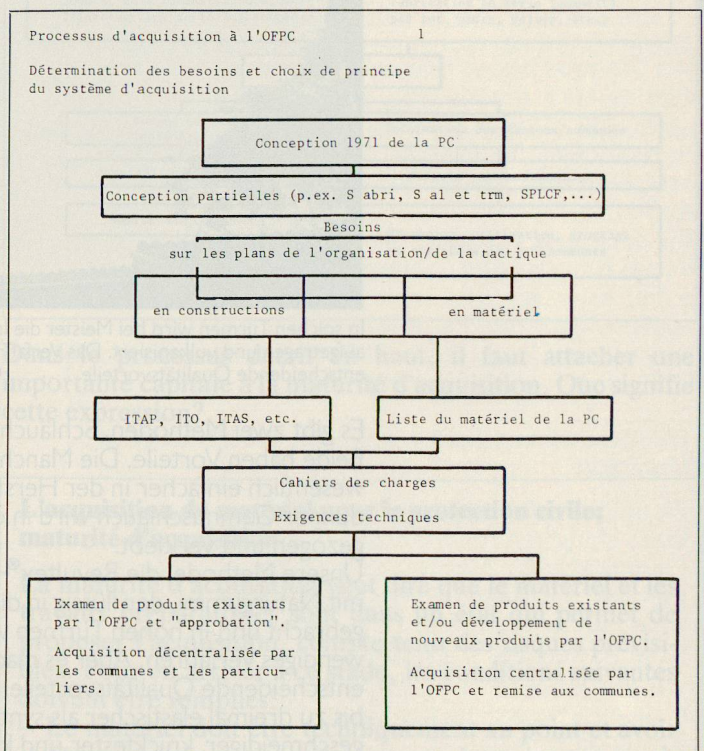 Processus d'acquisition à l'OFPC 1
Détermination des besoins et choix de principe
du système d'acquisition
Conception 1971 de la PC
Conception partielles (p.ex. S abri, S al et trm, SPLCF,...)
Besoins
sur les plans de l'organisation/de la tactique
en constructions
en matériel
ITAP, ITO, ITAS, etc.
Liste du matériel de la PC
Cahiers des charges
Exigences techniques
Examen de produits existants
par l'OFPC et "approbation".
Acquisition décentralisée par
les communes et les particu-
liers.
Examen de produits existants
et/ou développement de
nouveaux produits par l'OFPC.
Acquisition centralisée par
l'OFPC et remise aux communes.